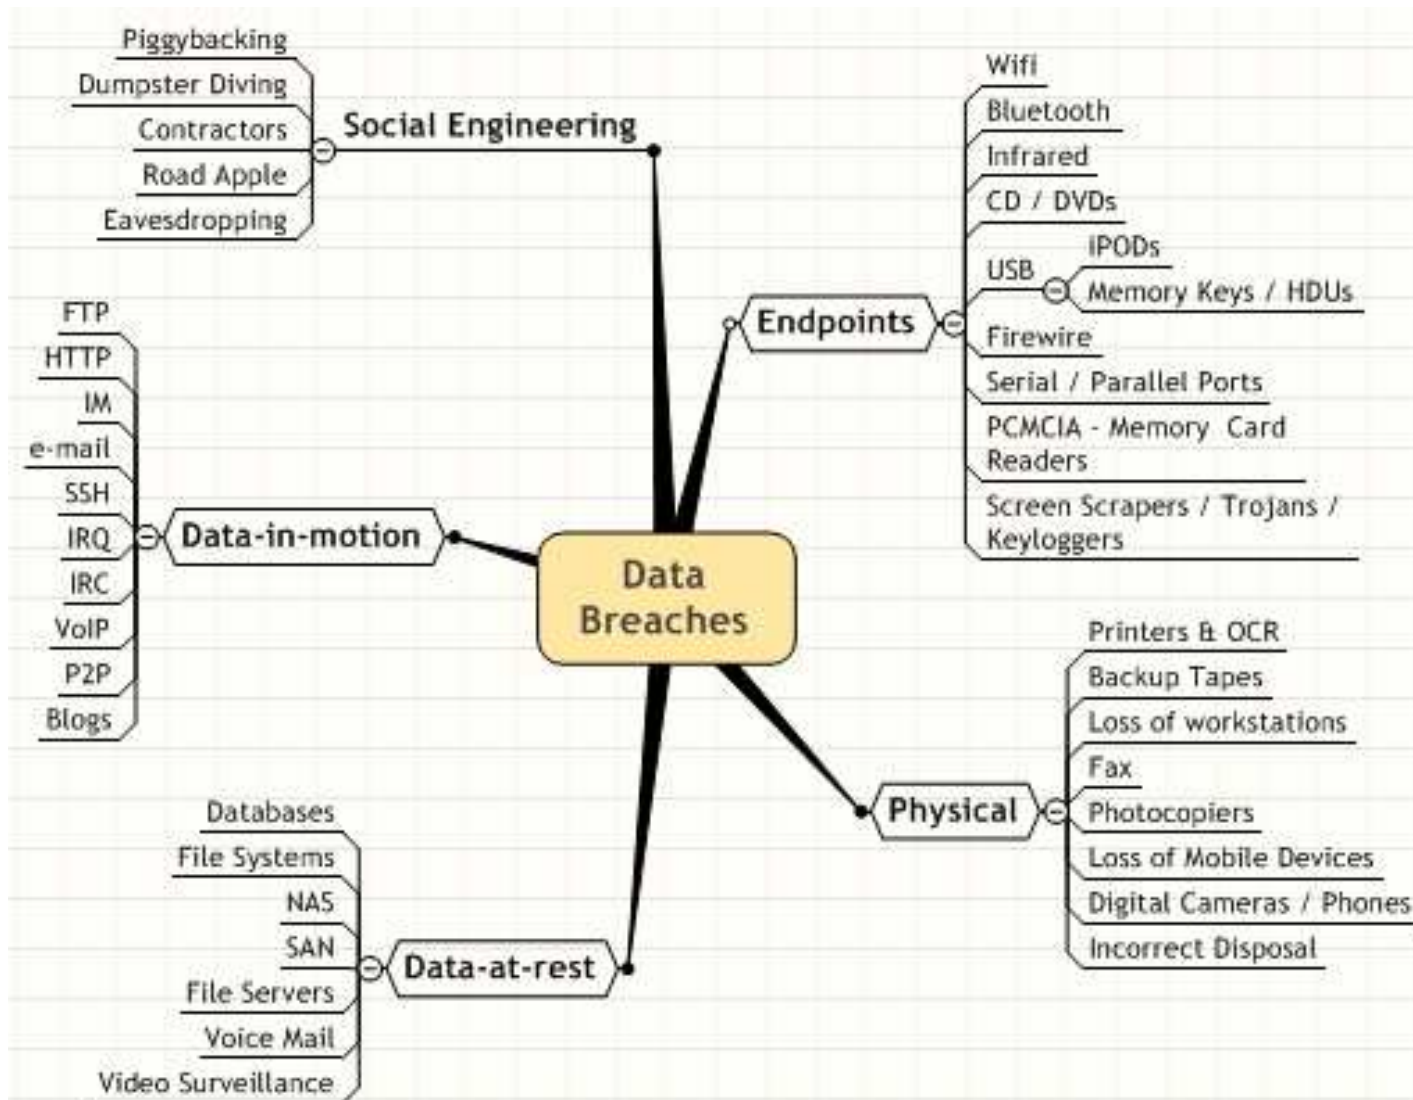 Piggybacking
Dumpster Diving
Contractors
Road Apple
Eavesdropping
Social Engineering
Wifi
Bluetooth
Infrared
CD / DVDs
USB
iPODs
Memory Keys / HDUs
Firewire
Serial / Parallel Ports
PCMCIA - Memory Card
Readers
Screen Scrapers / Trojans /
Keyloggers
Endpoints
FTP
HTTP
IM
e-mail
SSH
IRQ
IRC
VoIP
P2P
Blogs
Data-in-motion
Data
Breaches
Printers & OCR
Backup Tapes
Loss of workstations
Fax
Photocopiers
Loss of Mobile Devices
Digital Cameras / Phones
Incorrect Disposal
Physical
Databases
File Systems
NAS
SAN
File Servers
Voice Mail
Video Surveillance
Data-at-rest